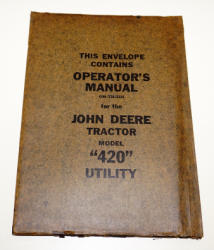 THIS ENVELOPE
CONTAINS
OPERATOR'S
MANUAL
for the
JOHN DEERE
TRACTOR
MODEL
"420"
UTILITY